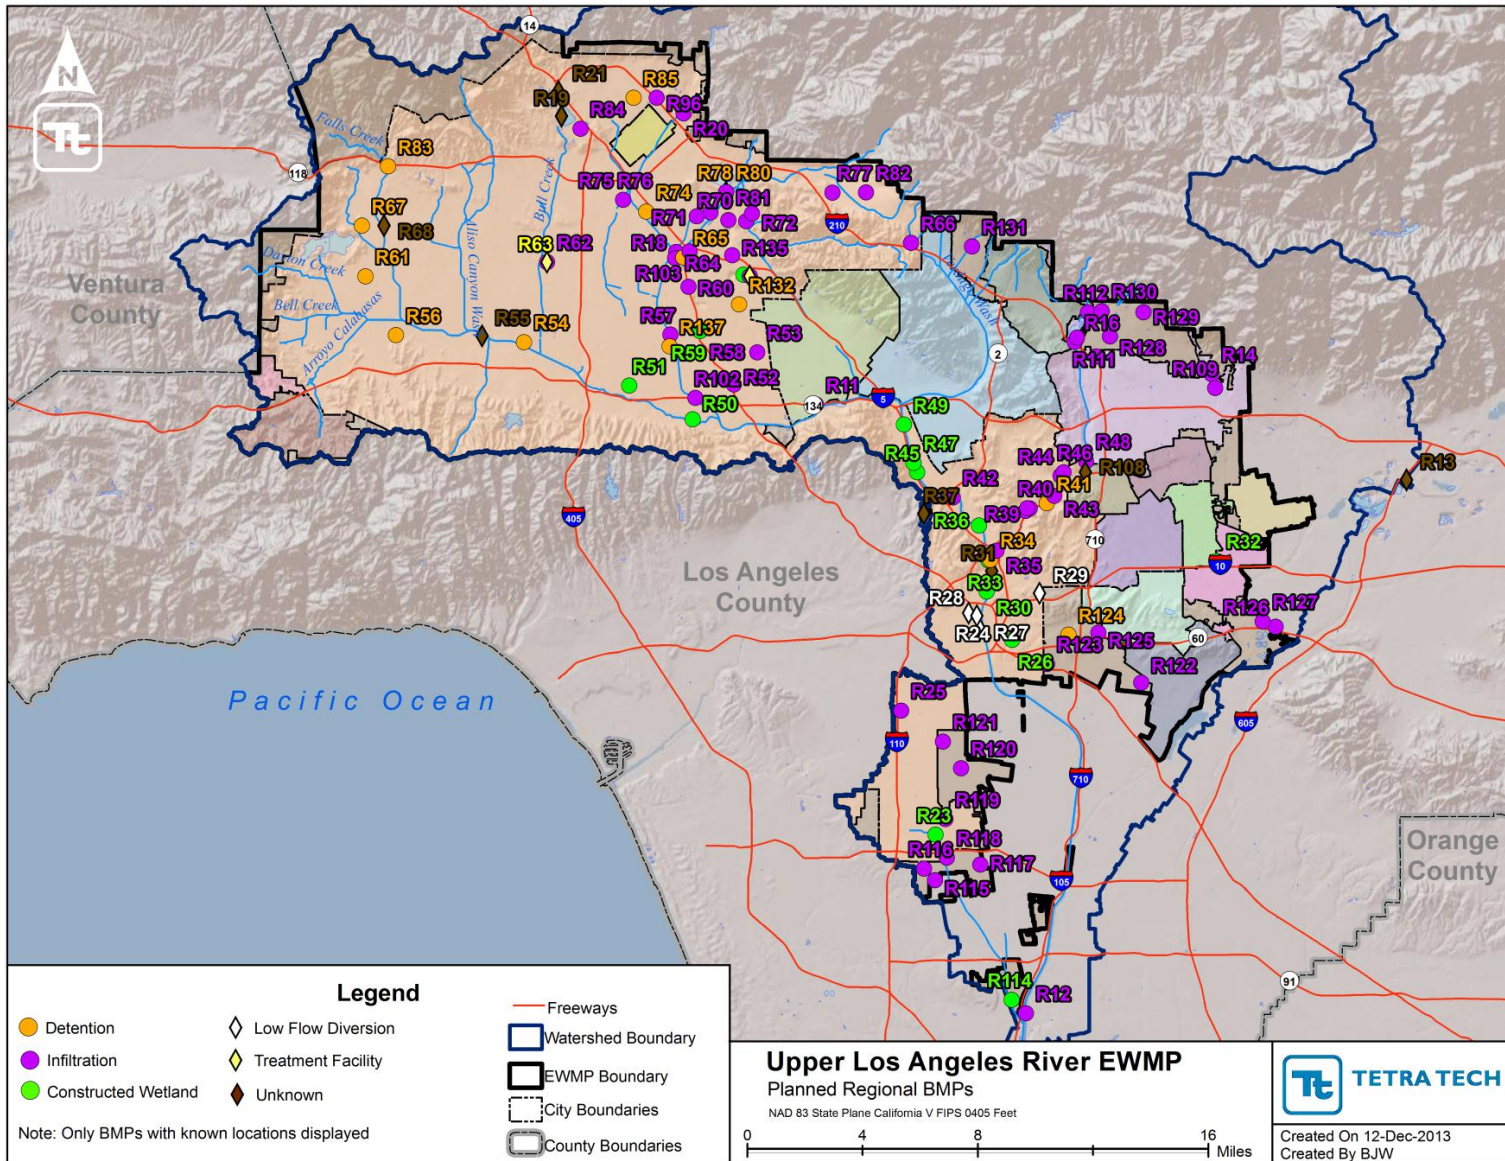 14
R21
R85
R19
R84
R96
R20
Falls Creek
R83
118
R78 R80
R77 R82
R75 R76
R74
R70
R81
R71
R72
210
Bull Creek
R67
R68
R66
R131
R18
R65
R135
R63 R62
R64
R103
Dayton Creek
R61
Aliso Canyon Wash
R132
R60
Ventura
County
Bell Creek
R112
R130
R129
R16
R56
R55
R54
R57
R137
R53
R128
R111
Arroyo Calabasas
R59
R58
2
R14
R109
R51
R102
R52
R11
134
5
R50
R49
R47
R45
R44
R46
R48
R108
R13
R42
R41
R37
R40
R43
405
R36
R39
710
R34
R31
R35
R32
10
Los Angeles
County
R33
R29
R28
R30
R24
R27
R124
R126
R127
R123
R125
60
R26
R122
Pacific Ocean
R25
605
R121
110
R120
710
R119
R23
R118
R116
R117
R115
105
Orange
County
R114
R12
91
Legend
Detention
Infiltration
Constructed Wetland
Low Flow Diversion
Treatment Facility
Unknown
Freeways
Watershed Boundary
EWMP Boundary
City Boundaries
County Boundaries
Note: Only BMPs with known locations displayed
Upper Los Angeles River EWMP
Planned Regional BMPs
NAD 83 State Plane California V FIPS 0405 Feet
0 4 8 16 Miles
TETRA TECH
Created On 12-Dec-2013
Created By BJW
N
Tt